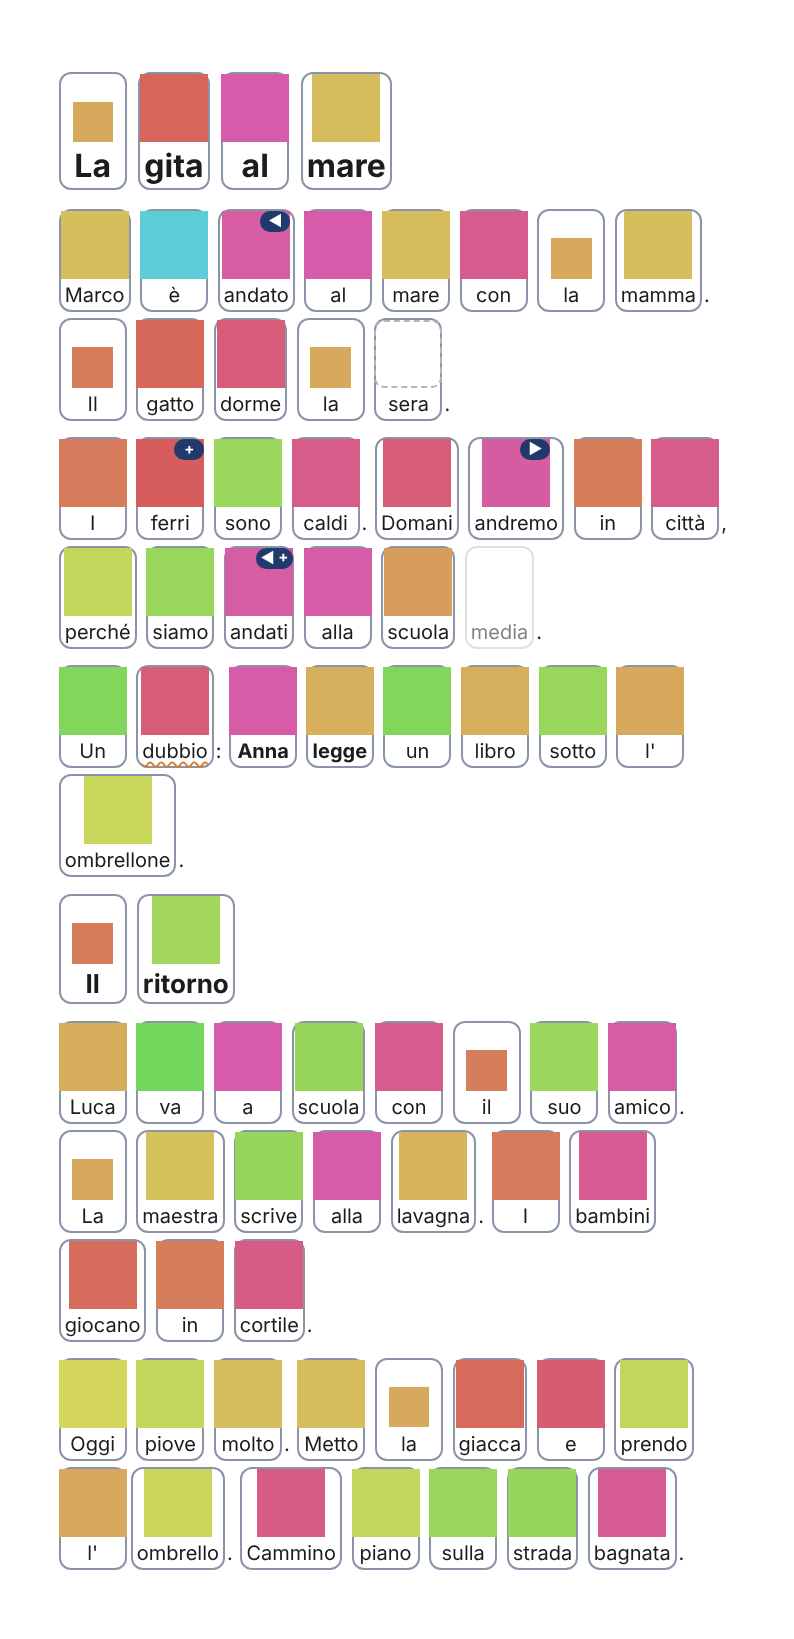 La gita al mare
Marco è andato al mare con la mamma.
Il gatto dorme la sera.
I ferri sono caldi. Domani andremo in città,
perché siamo andati alla scuola media.
Un dubbio: Anna legge un libro sotto l'
ombrellone.
Il ritorno
Luca va a scuola con il suo amico.
La maestra scrive alla lavagna. I bambini
giocano in cortile.
Oggi piove molto. Metto la giacca e prendo
l' ombrello. Cammino piano sulla strada bagnata.